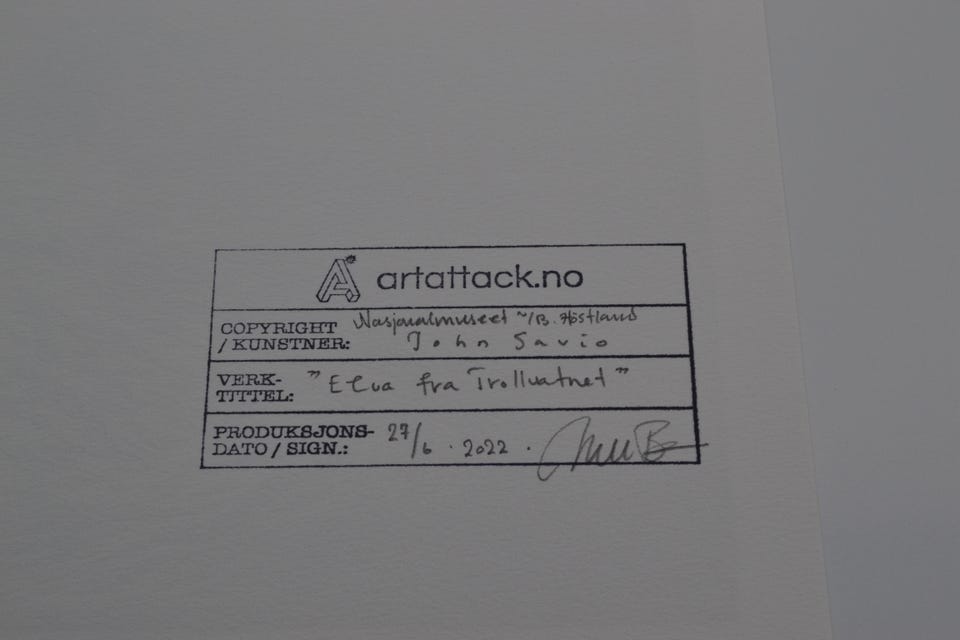 artattack.no
COPYRIGHT Nasjonalmuseet ~/B. Høstland
/ KUNSTNER: John Savio
VERK- "Elva fra Trollvatnet"
TITTEL:
PRODUKSJONS- 27/6.2022.
DATO / SIGN.: